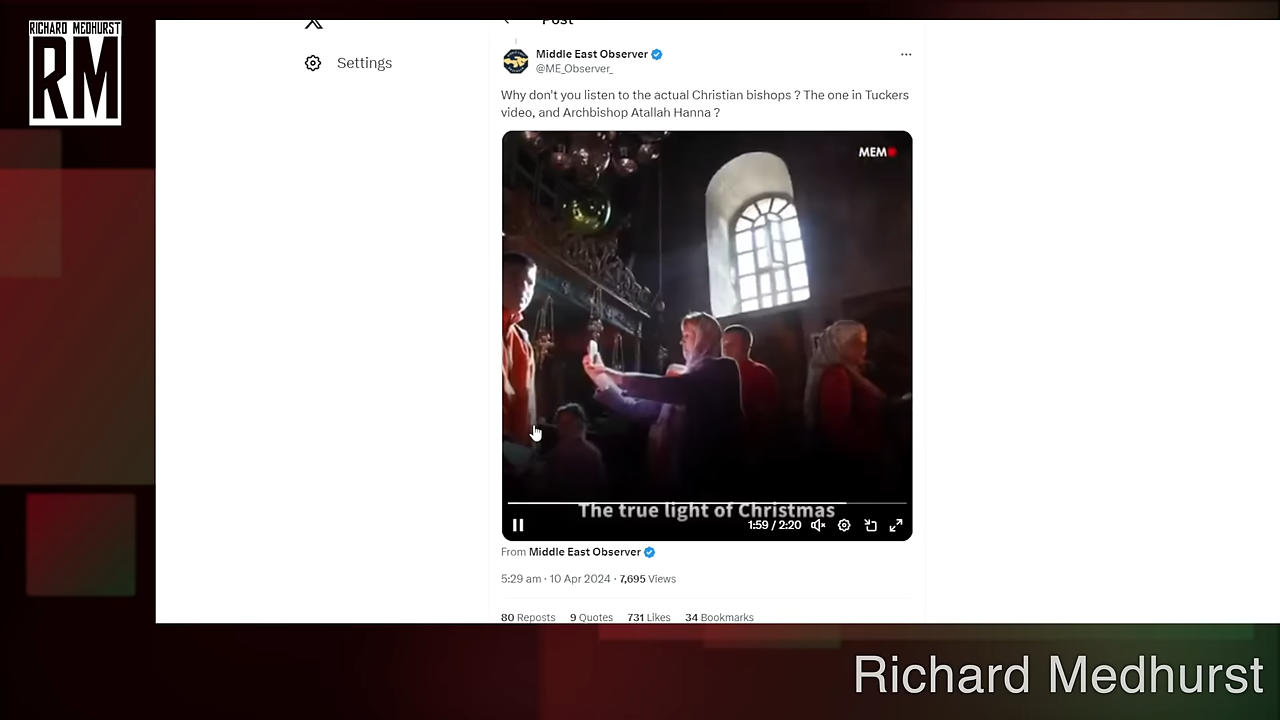 RICHARD MEDHURST
RM
Post
Settings
Middle East Observer
@ME_Observer_
Why don't you listen to the actual Christian bishops ? The one in Tuckers
video, and Archbishop Atallah Hanna ?
MEM
The true light of Christmas
1:59 / 2:20
From Middle East Observer
5:29 am · 10 Apr 2024 · 7,695 Views
80 Reposts 9 Quotes 731 Likes 34 Bookmarks
Richard Medhurst